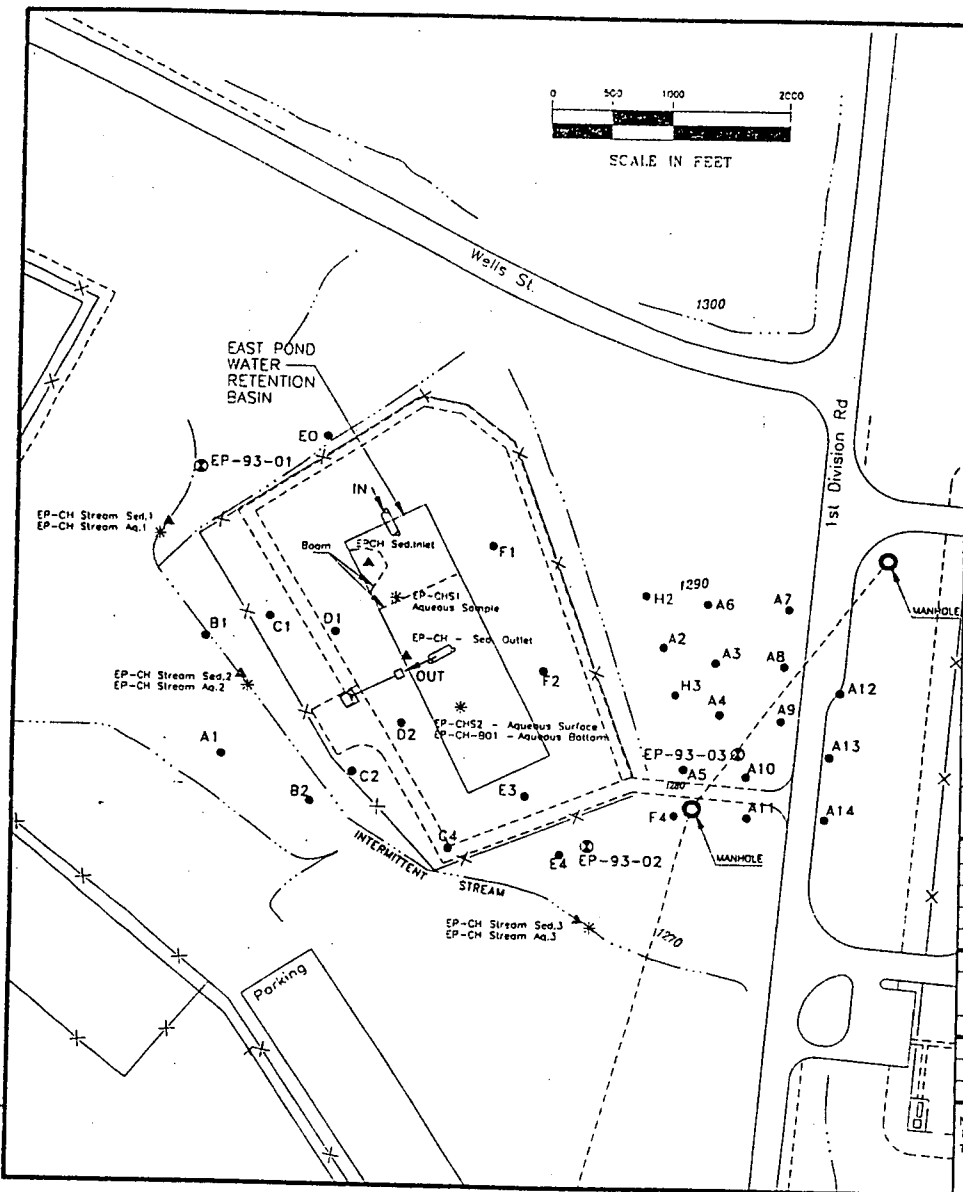 0 500 1000 2000
SCALE IN FEET
Wells St.
1300
EAST POND
WATER
RETENTION
BASIN
1st Division Rd
E0
EP-93-01
IN
EP-CH Stream Sed.1
EP-CH Stream Aq.1
Boom
EPCH Sed.Inlet
F1
MANHOLE
EP-CHS1
Aqueous Sample
H2
1290
A6
A7
C1
D1
B1
EP-CH - Sed. Outlet
A2
A3
A8
OUT
F2
EP-CH Stream Sed.2
EP-CH Stream Aq.2
H3
A4
A9
A12
D2
EP-CHS2 - Aqueous Surface
EP-CH-B01 - Aqueous Bottom
A1
EP-93-03
A13
C2
A5
A10
1280
B2
E3
F4
A11
A14
C4
INTERMITTENT
STREAM
E4
EP-93-02
MANHOLE
EP-CH Stream Sed.3
EP-CH Stream Aq.3
1270
Parking